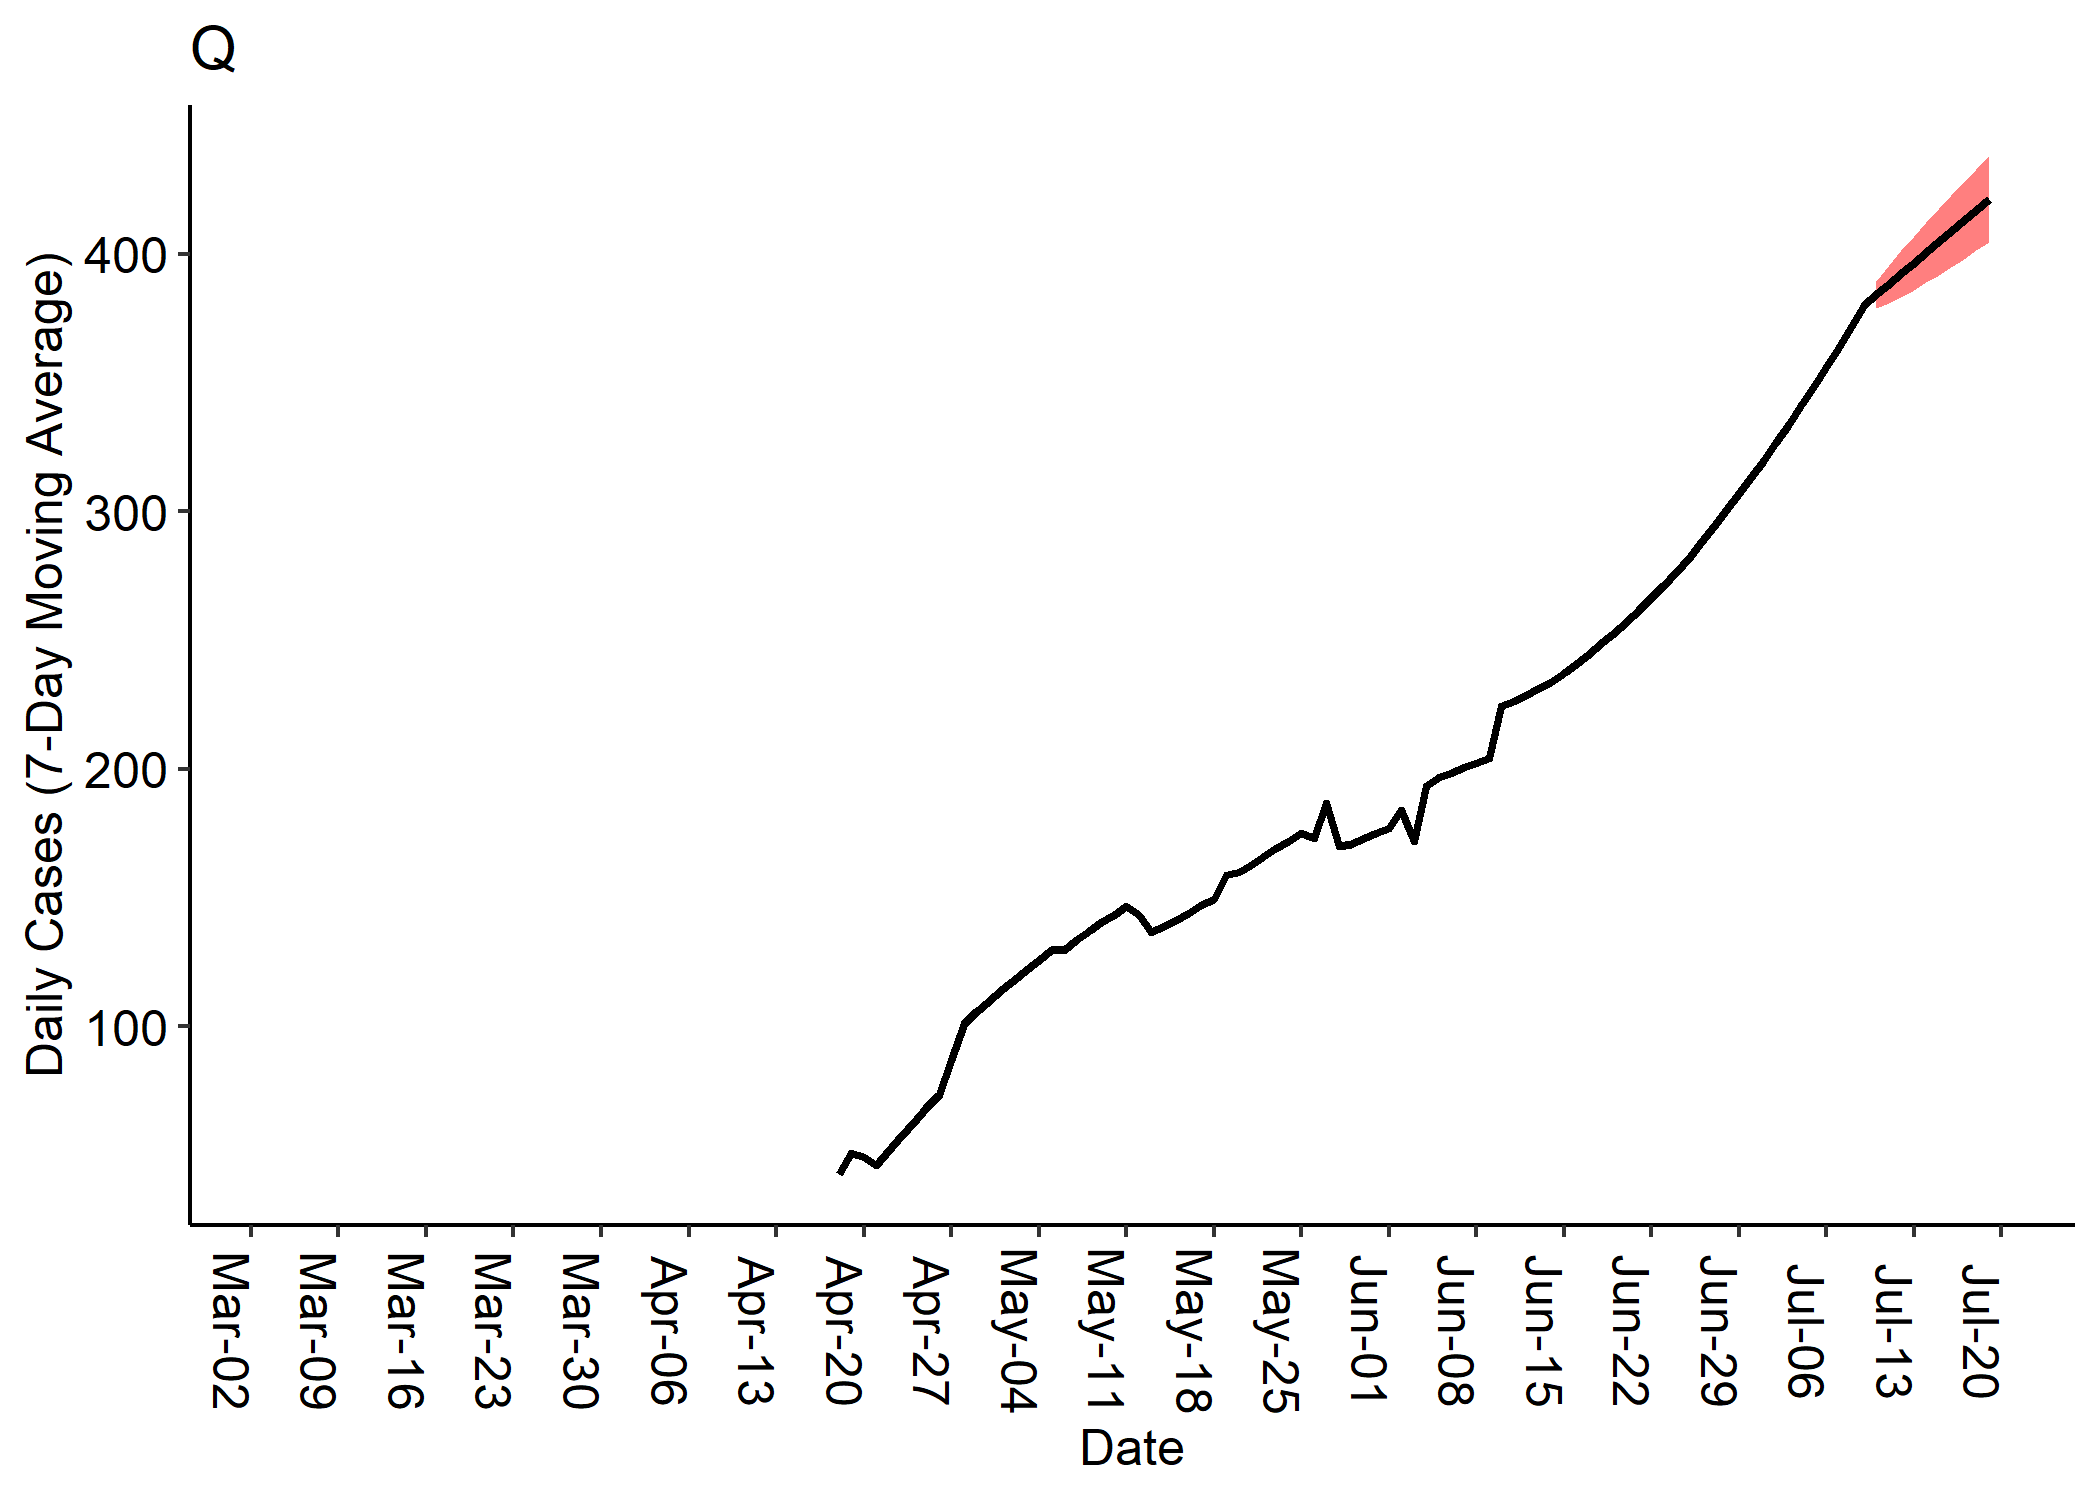 Q
Daily Cases (7-Day Moving Average)
400
300
200
100
Mar-02
Mar-09
Mar-16
Mar-23
Mar-30
Apr-06
Apr-13
Apr-20
Apr-27
May-04
May-11
May-18
May-25
Jun-01
Jun-08
Jun-15
Jun-22
Jun-29
Jul-06
Jul-13
Jul-20
Date